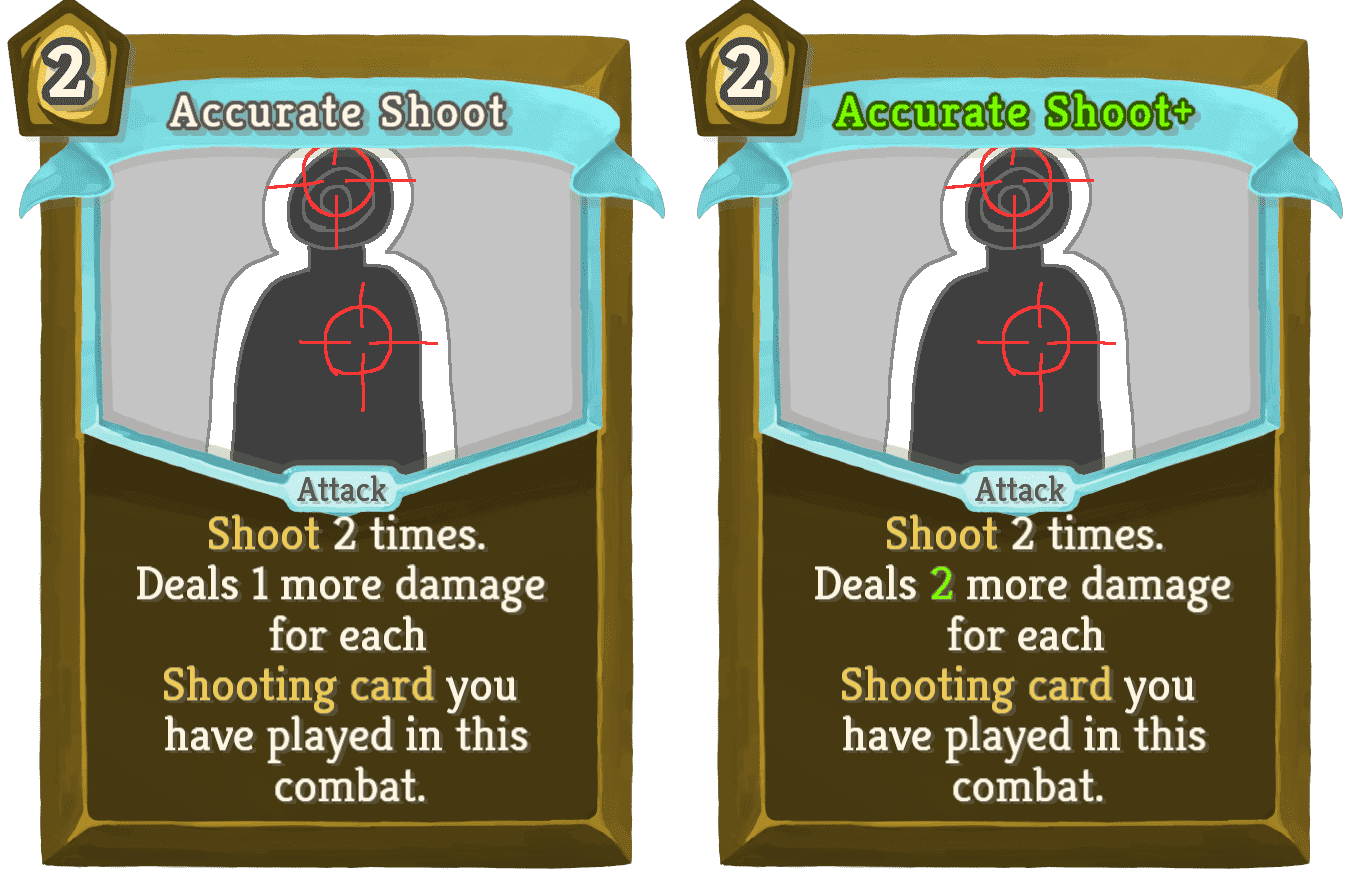 2
Accurate Shoot
Attack
Shoot 2 times.
Deals 1 more damage
for each
Shooting card you
have played in this
combat.
2
Accurate Shoot+
Attack
Shoot 2 times.
Deals 2 more damage
for each
Shooting card you
have played in this
combat.